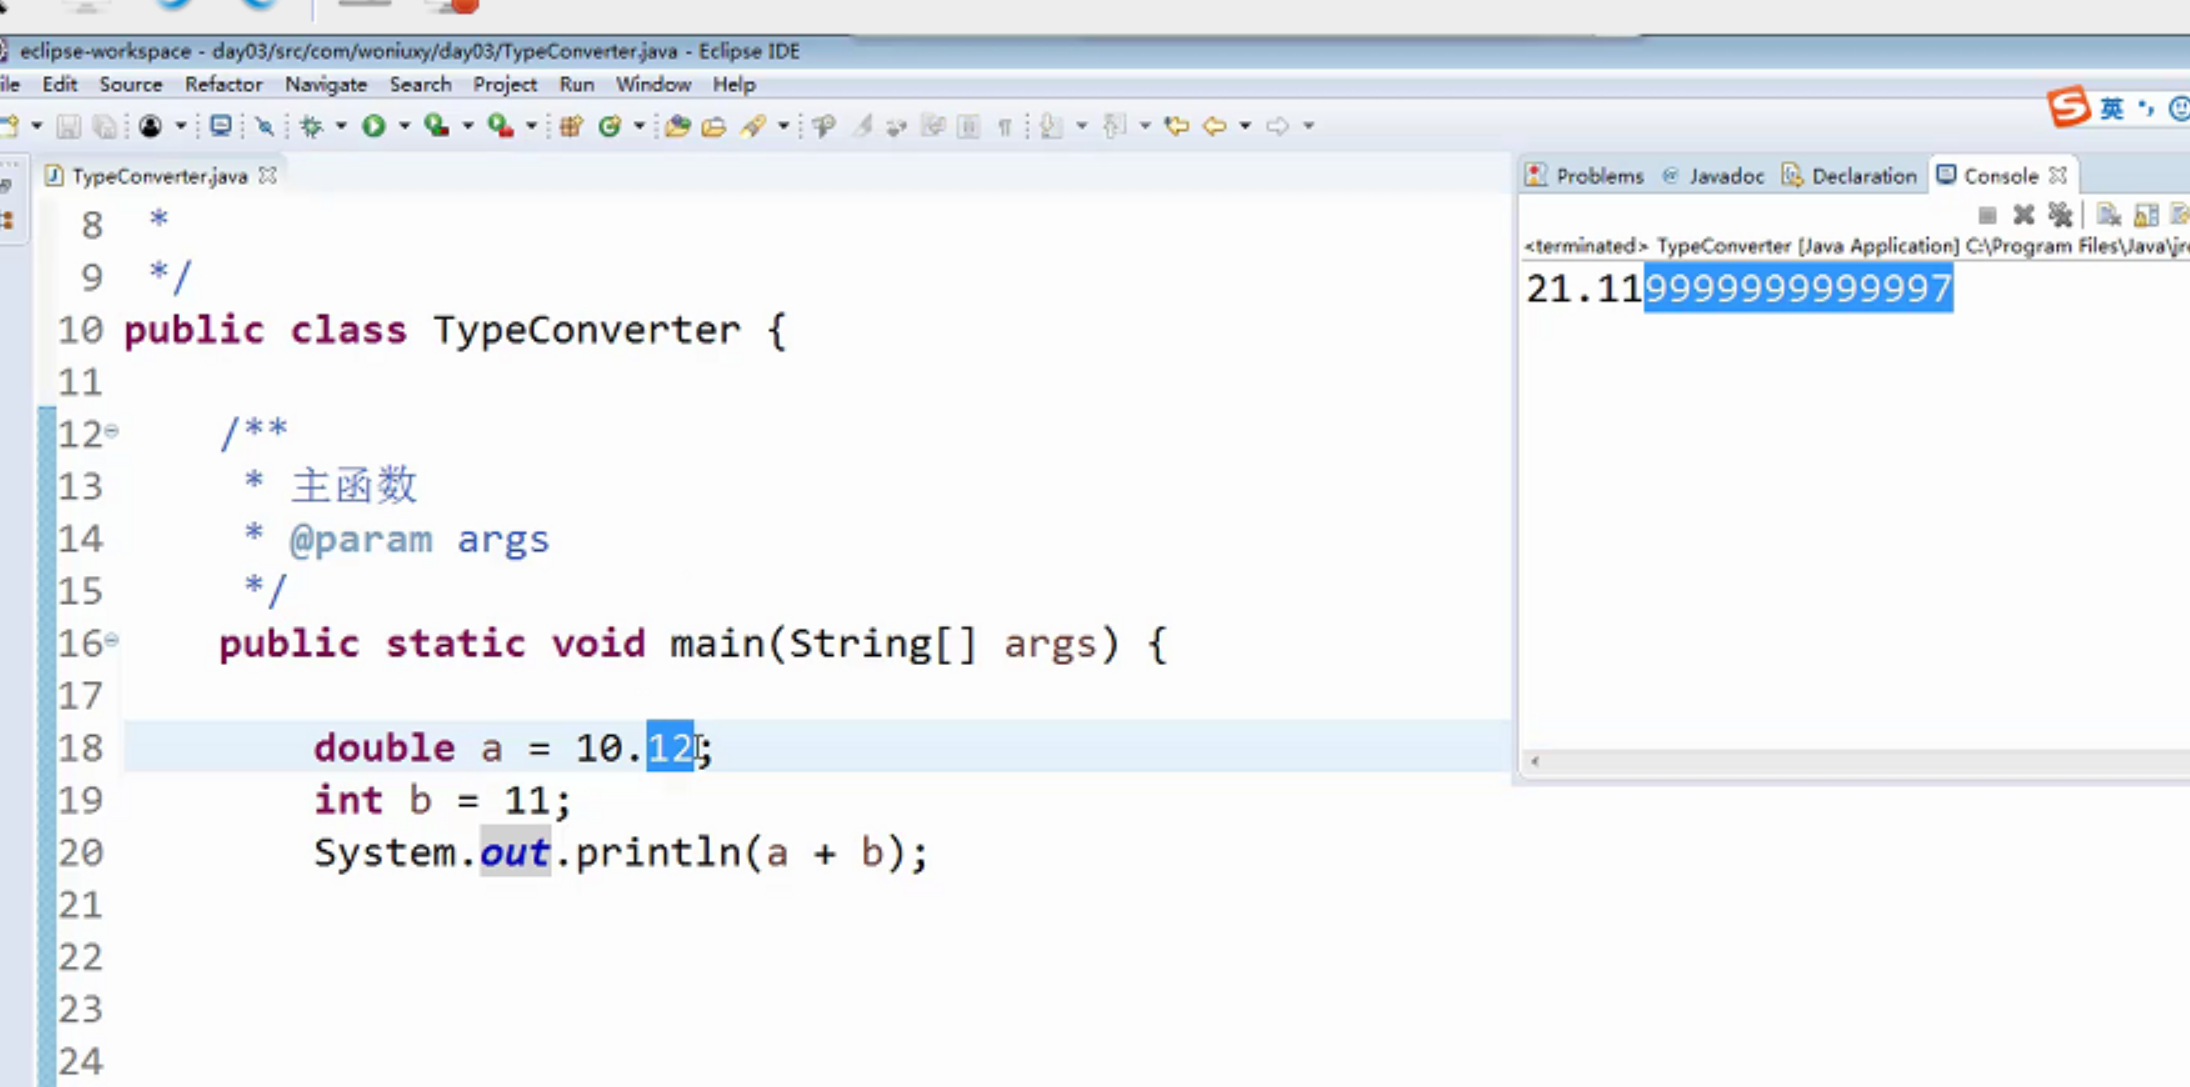 eclipse-workspace - day03/src/com/woniuxy/day03/TypeConverter.java - Eclipse IDE
ile Edit Source Refactor Navigate Search Project Run Window Help
英
TypeConverter.java
Problems Javadoc Declaration Console
<terminated> TypeConverter [Java Application] C:\Program Files\Java\jre
21.119999999999997
8 *
9 */
10 public class TypeConverter {
11
12 /**
13 * 主函数
14 * @param args
15 */
16 public static void main(String[] args) {
17
18 double a = 10.12;
19 int b = 11;
20 System.out.println(a + b);
21
22
23
24